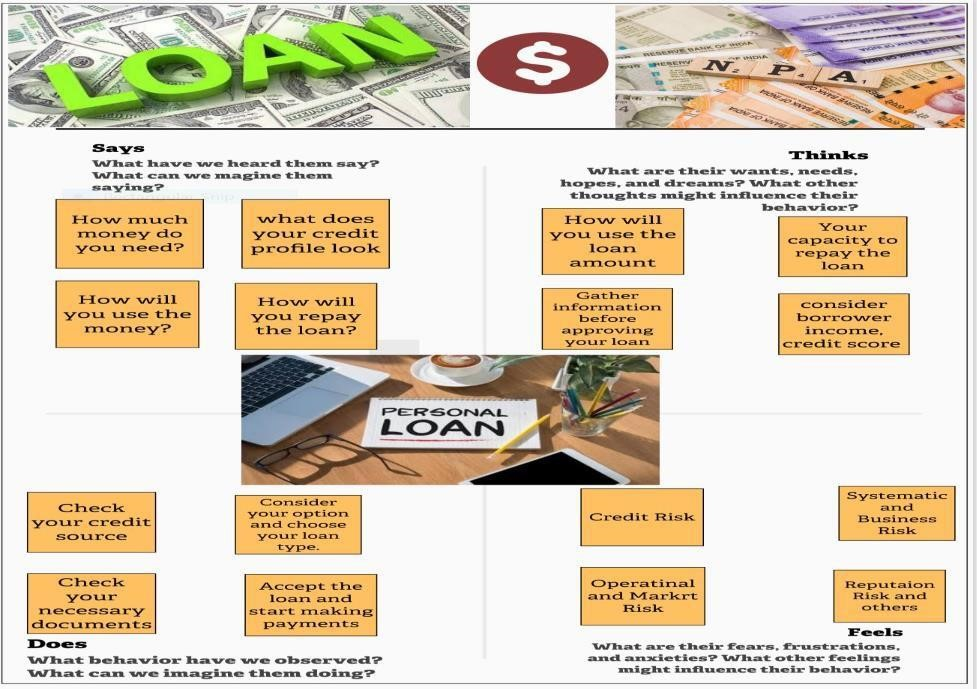 LOAN
$
RESERVE BANK OF INDIA
N₂ P₄ A₁
Says
What have we heard them say?
What can we magine them
saying?
How much
money do
you need?
what does
your credit
profile look
How will
you use the
money?
How will
you repay
the loan?
Thinks
What are their wants, needs,
hopes, and dreams? What other
thoughts might influence their
behavior?
How will
you use the
loan
amount
Your
capacity to
repay the
loan
Gather
information
before
approving
your loan
consider
borrower
income,
credit score
PERSONAL
LOAN
Check
your credit
source
Consider
your option
and choose
your loan
type.
Check
your
necessary
documents
Accept the
loan and
start making
payments
Does
What behavior have we observed?
What can we imagine them doing?
Credit Risk
Systematic
and
Business
Risk
Operatinal
and Markrt
Risk
Reputaion
Risk and
others
Feels
What are their fears, frustrations,
and anxieties? What other feelings
might influence their behavior?